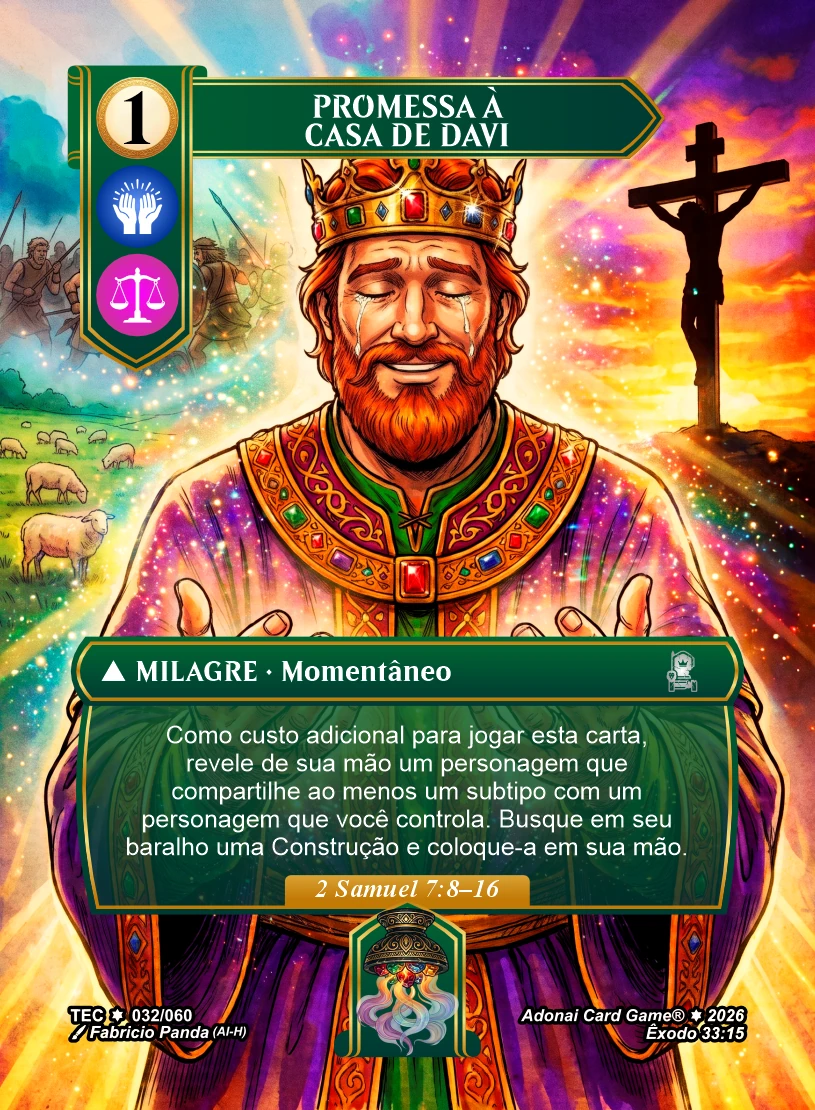 1
PROMESSA À
CASA DE DAVI
MILAGRE · Momentâneo
Como custo adicional para jogar esta carta,
revele de sua mão um personagem que
compartilhe ao menos um subtipo com um
personagem que você controla. Busque em seu
baralho uma Construção e coloque-a em sua mão.
2 Samuel 7:8–16
TEC ✶ 032/060
Fabricio Panda (AI-H)
Adonai Card Game® ✶ 2026
Êxodo 33:15